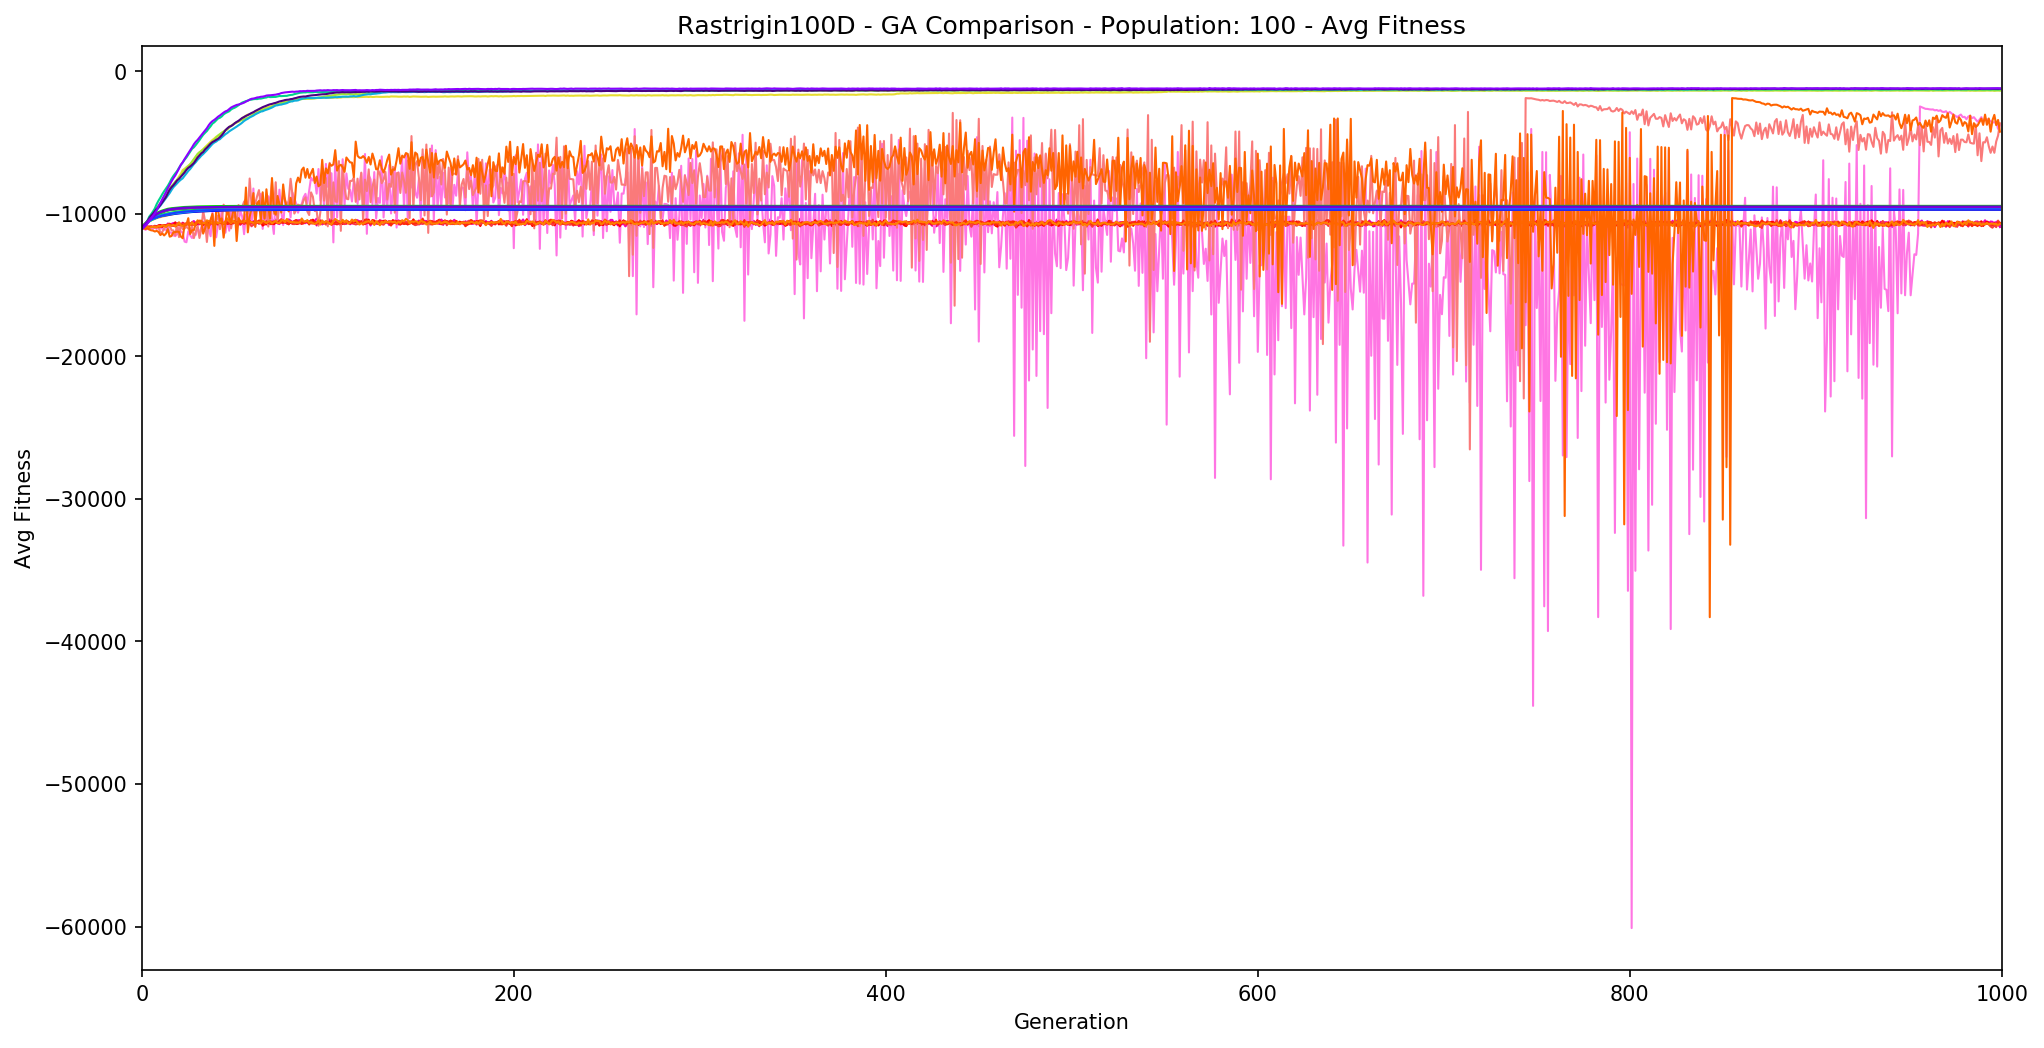 Rastrigin100D - GA Comparison - Population: 100 - Avg Fitness
0
−10000
−20000
−30000
−40000
−50000
−60000
Avg Fitness
0 200 400 600 800 1000
Generation